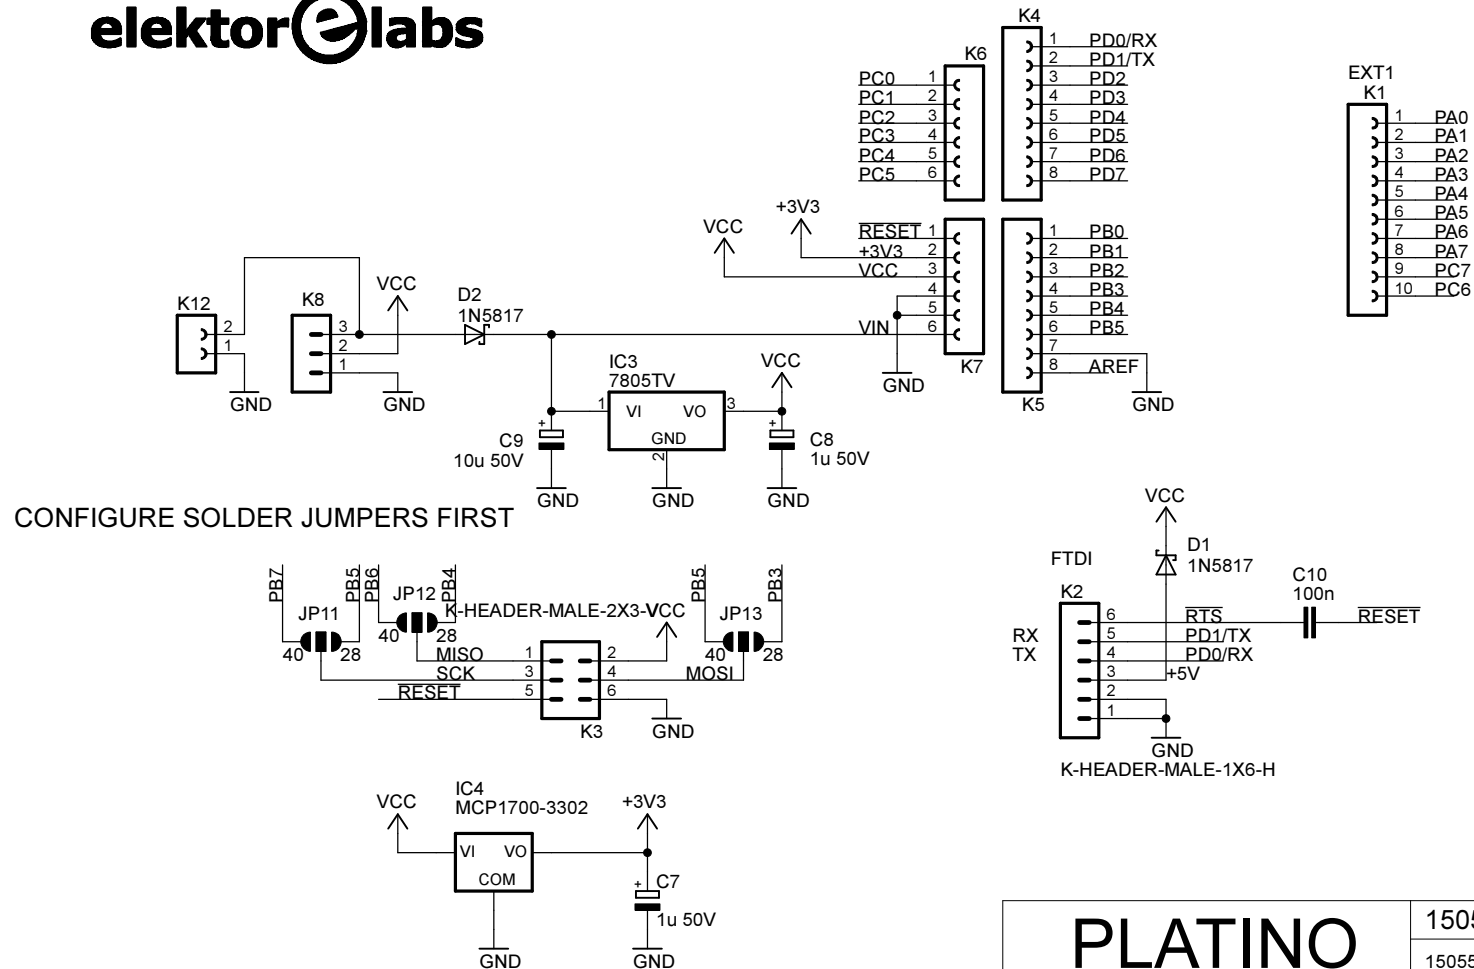 elektor labs
K4
1 PD0/RX
2 PD1/TX
3 PD2
4 PD3
5 PD4
6 PD5
7 PD6
8 PD7
K6
PC0 1
PC1 2
PC2 3
PC3 4
PC4 5
PC5 6
EXT1
K1
1 PA0
2 PA1
3 PA2
4 PA3
5 PA4
6 PA5
7 PA6
8 PA7
9 PC7
10 PC6
VCC
+3V3
RESET 1
+3V3 2
VCC 3
4
5
VIN 6
K7
GND
1 PB0
2 PB1
3 PB2
4 PB3
5 PB4
6 PB5
7
8 AREF
K5
GND
K12
2
1
GND
K8
3
2
1
VCC
GND
D2
1N5817
IC3
7805TV
1 VI VO 3
GND
2
GND
VCC
C9
10u 50V
GND
C8
1u 50V
GND
CONFIGURE SOLDER JUMPERS FIRST
PB7
PB5
JP11
40 28
PB6
PB4
JP12
40 28
K-HEADER-MALE-2X3-VCC
PB5
PB3
JP13
40 28
MISO 1
SCK 3
RESET 5
2
4 MOSI
6
K3
GND
VCC
FTDI
K2
D1
1N5817
C10
100n
6 RTS
RESET
RX 5 PD1/TX
TX 4 PD0/RX
3 +5V
2
1
GND
K-HEADER-MALE-1X6-H
VCC
IC4
MCP1700-3302
+3V3
VI VO
COM
C7
1u 50V
GND
GND
PLATINO
1505
15055